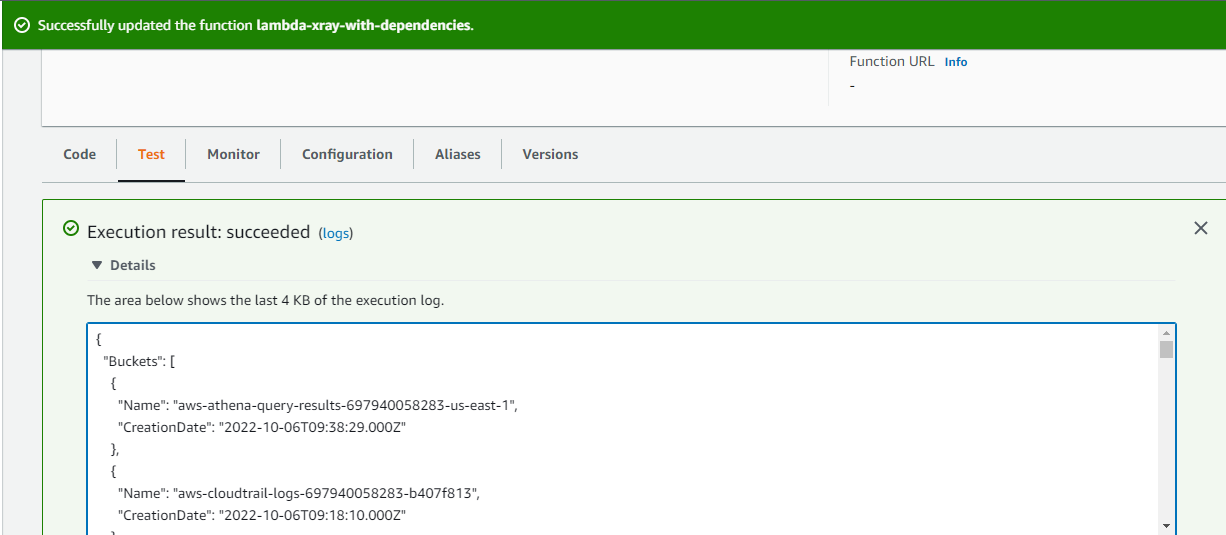 Successfully updated the function lambda-xray-with-dependencies.
Function URL Info
-
Code Test Monitor Configuration Aliases Versions
Execution result: succeeded (logs)
Details
The area below shows the last 4 KB of the execution log.
{
"Buckets": [
{
"Name": "aws-athena-query-results-697940058283-us-east-1",
"CreationDate": "2022-10-06T09:38:29.000Z"
},
{
"Name": "aws-cloudtrail-logs-697940058283-b407f813",
"CreationDate": "2022-10-06T09:18:10.000Z"